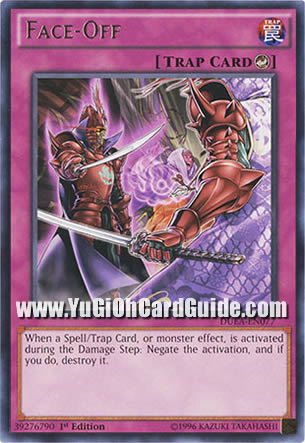 FACE-OFF
TRAP
罠
[TRAP CARD]
www.YuGiOhCardGuide.com
DUEA-EN077
When a Spell/Trap Card, or monster effect, is activated
during the Damage Step: Negate the activation, and if
you do, destroy it.
39276790 1st Edition
©1996 KAZUKI TAKAHASHI